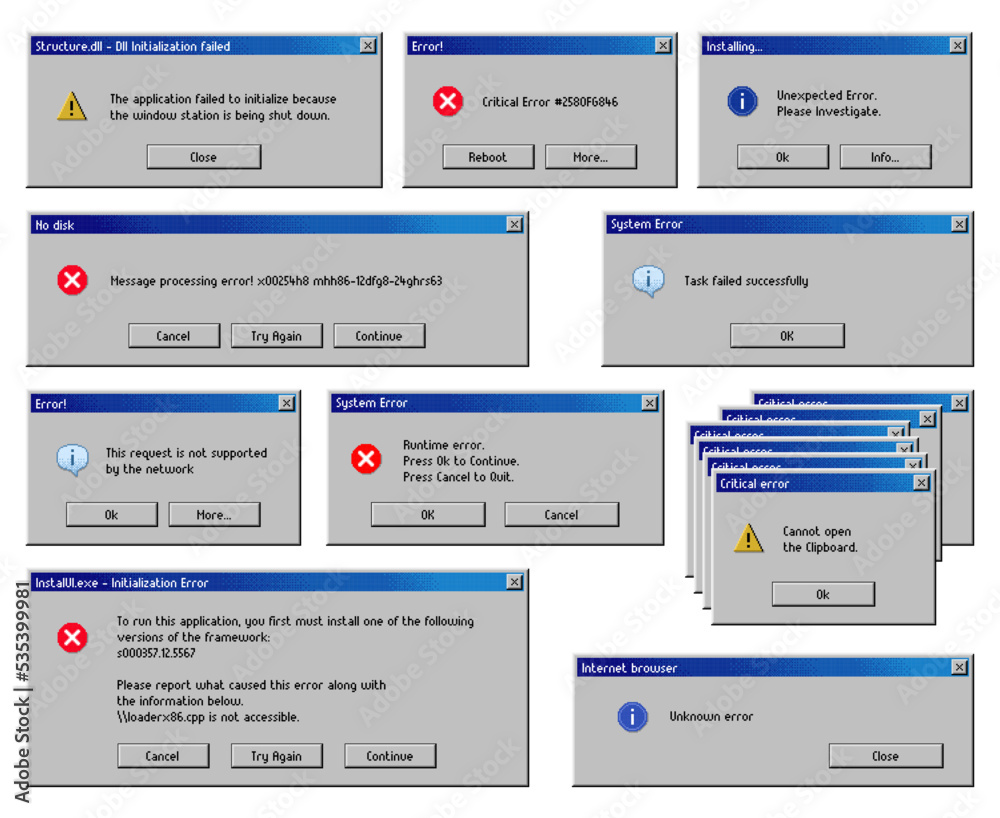 Structure.dll - Dll Initialization failed
The application failed to initialize because
the window station is being shut down.
Close
Error!
Critical Error #2580F6846
Reboot
More...
Installing...
Unexpected Error.
Please Investigate.
Ok
Info...
No disk
Message processing error! x00254h8 mhh86-12dfg8-24ghrs63
Cancel
Try Again
Continue
System Error
Task failed successfully
OK
Error!
This request is not supported
by the network
Ok
More...
System Error
Runtime error.
Press Ok to Continue.
Press Cancel to Quit.
OK
Cancel
Critical error
Critical error
Critical error
Critical error
Critical error
Critical error
Cannot open
the Clipboard.
Ok
InstalUI.exe - Initialization Error
To run this application, you first must install one of the following
versions of the framework:
s000357.12.5567
Please report what caused this error along with
the information below.
\\loaderx86.cpp is not accessible.
Cancel
Try Again
Continue
Internet browser
Unknown error
Close
Adobe Stock | #535399981